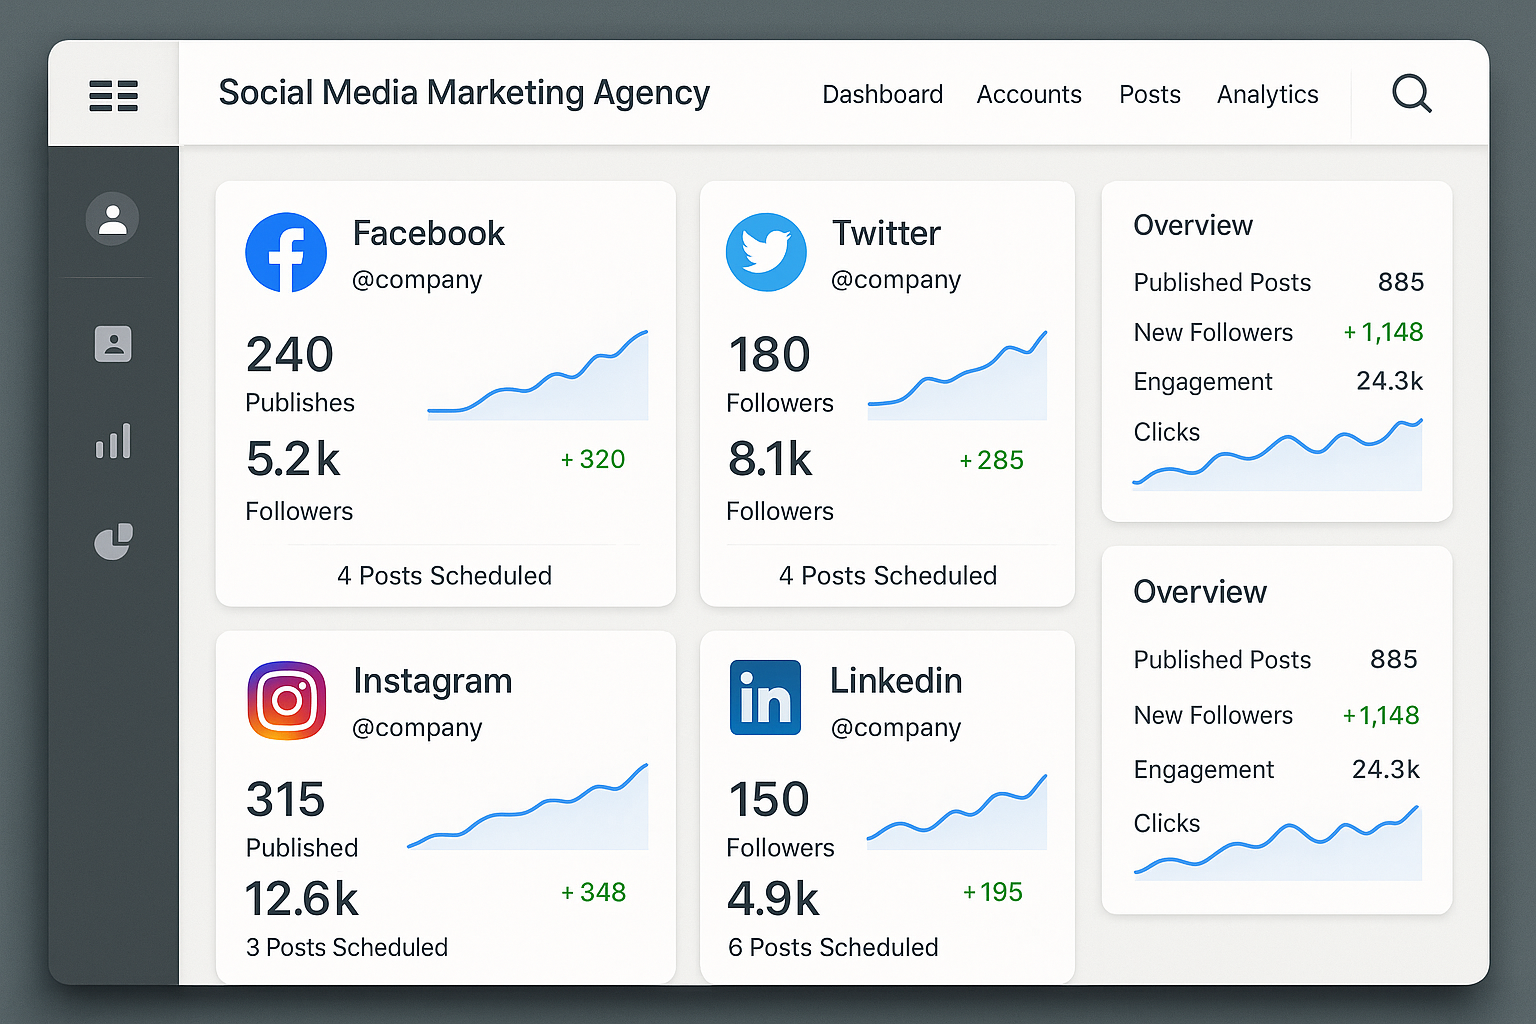 Social Media Marketing Agency
Dashboard
Accounts
Posts
Analytics
Facebook
@company
240
Publishes
5.2k
+320
Followers
4 Posts Scheduled
Twitter
@company
180
Followers
8.1k
+285
Followers
4 Posts Scheduled
Overview
Published Posts 885
New Followers +1,148
Engagement 24.3k
Clicks
Instagram
@company
315
Published
12.6k
+348
3 Posts Scheduled
Linkedin
@company
150
Followers
4.9k
+195
6 Posts Scheduled
Overview
Published Posts 885
New Followers +1,148
Engagement 24.3k
Clicks